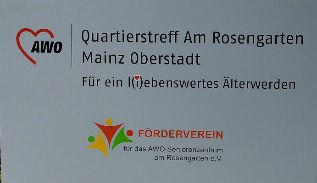 AWO
Quartierstreff Am Rosengarten
Mainz Oberstadt
Für ein l(i)ebenswertes Älterwerden
FÖRDERVEREIN
für das AWO-Seniorenzentrum
am Rosengarten e.V.